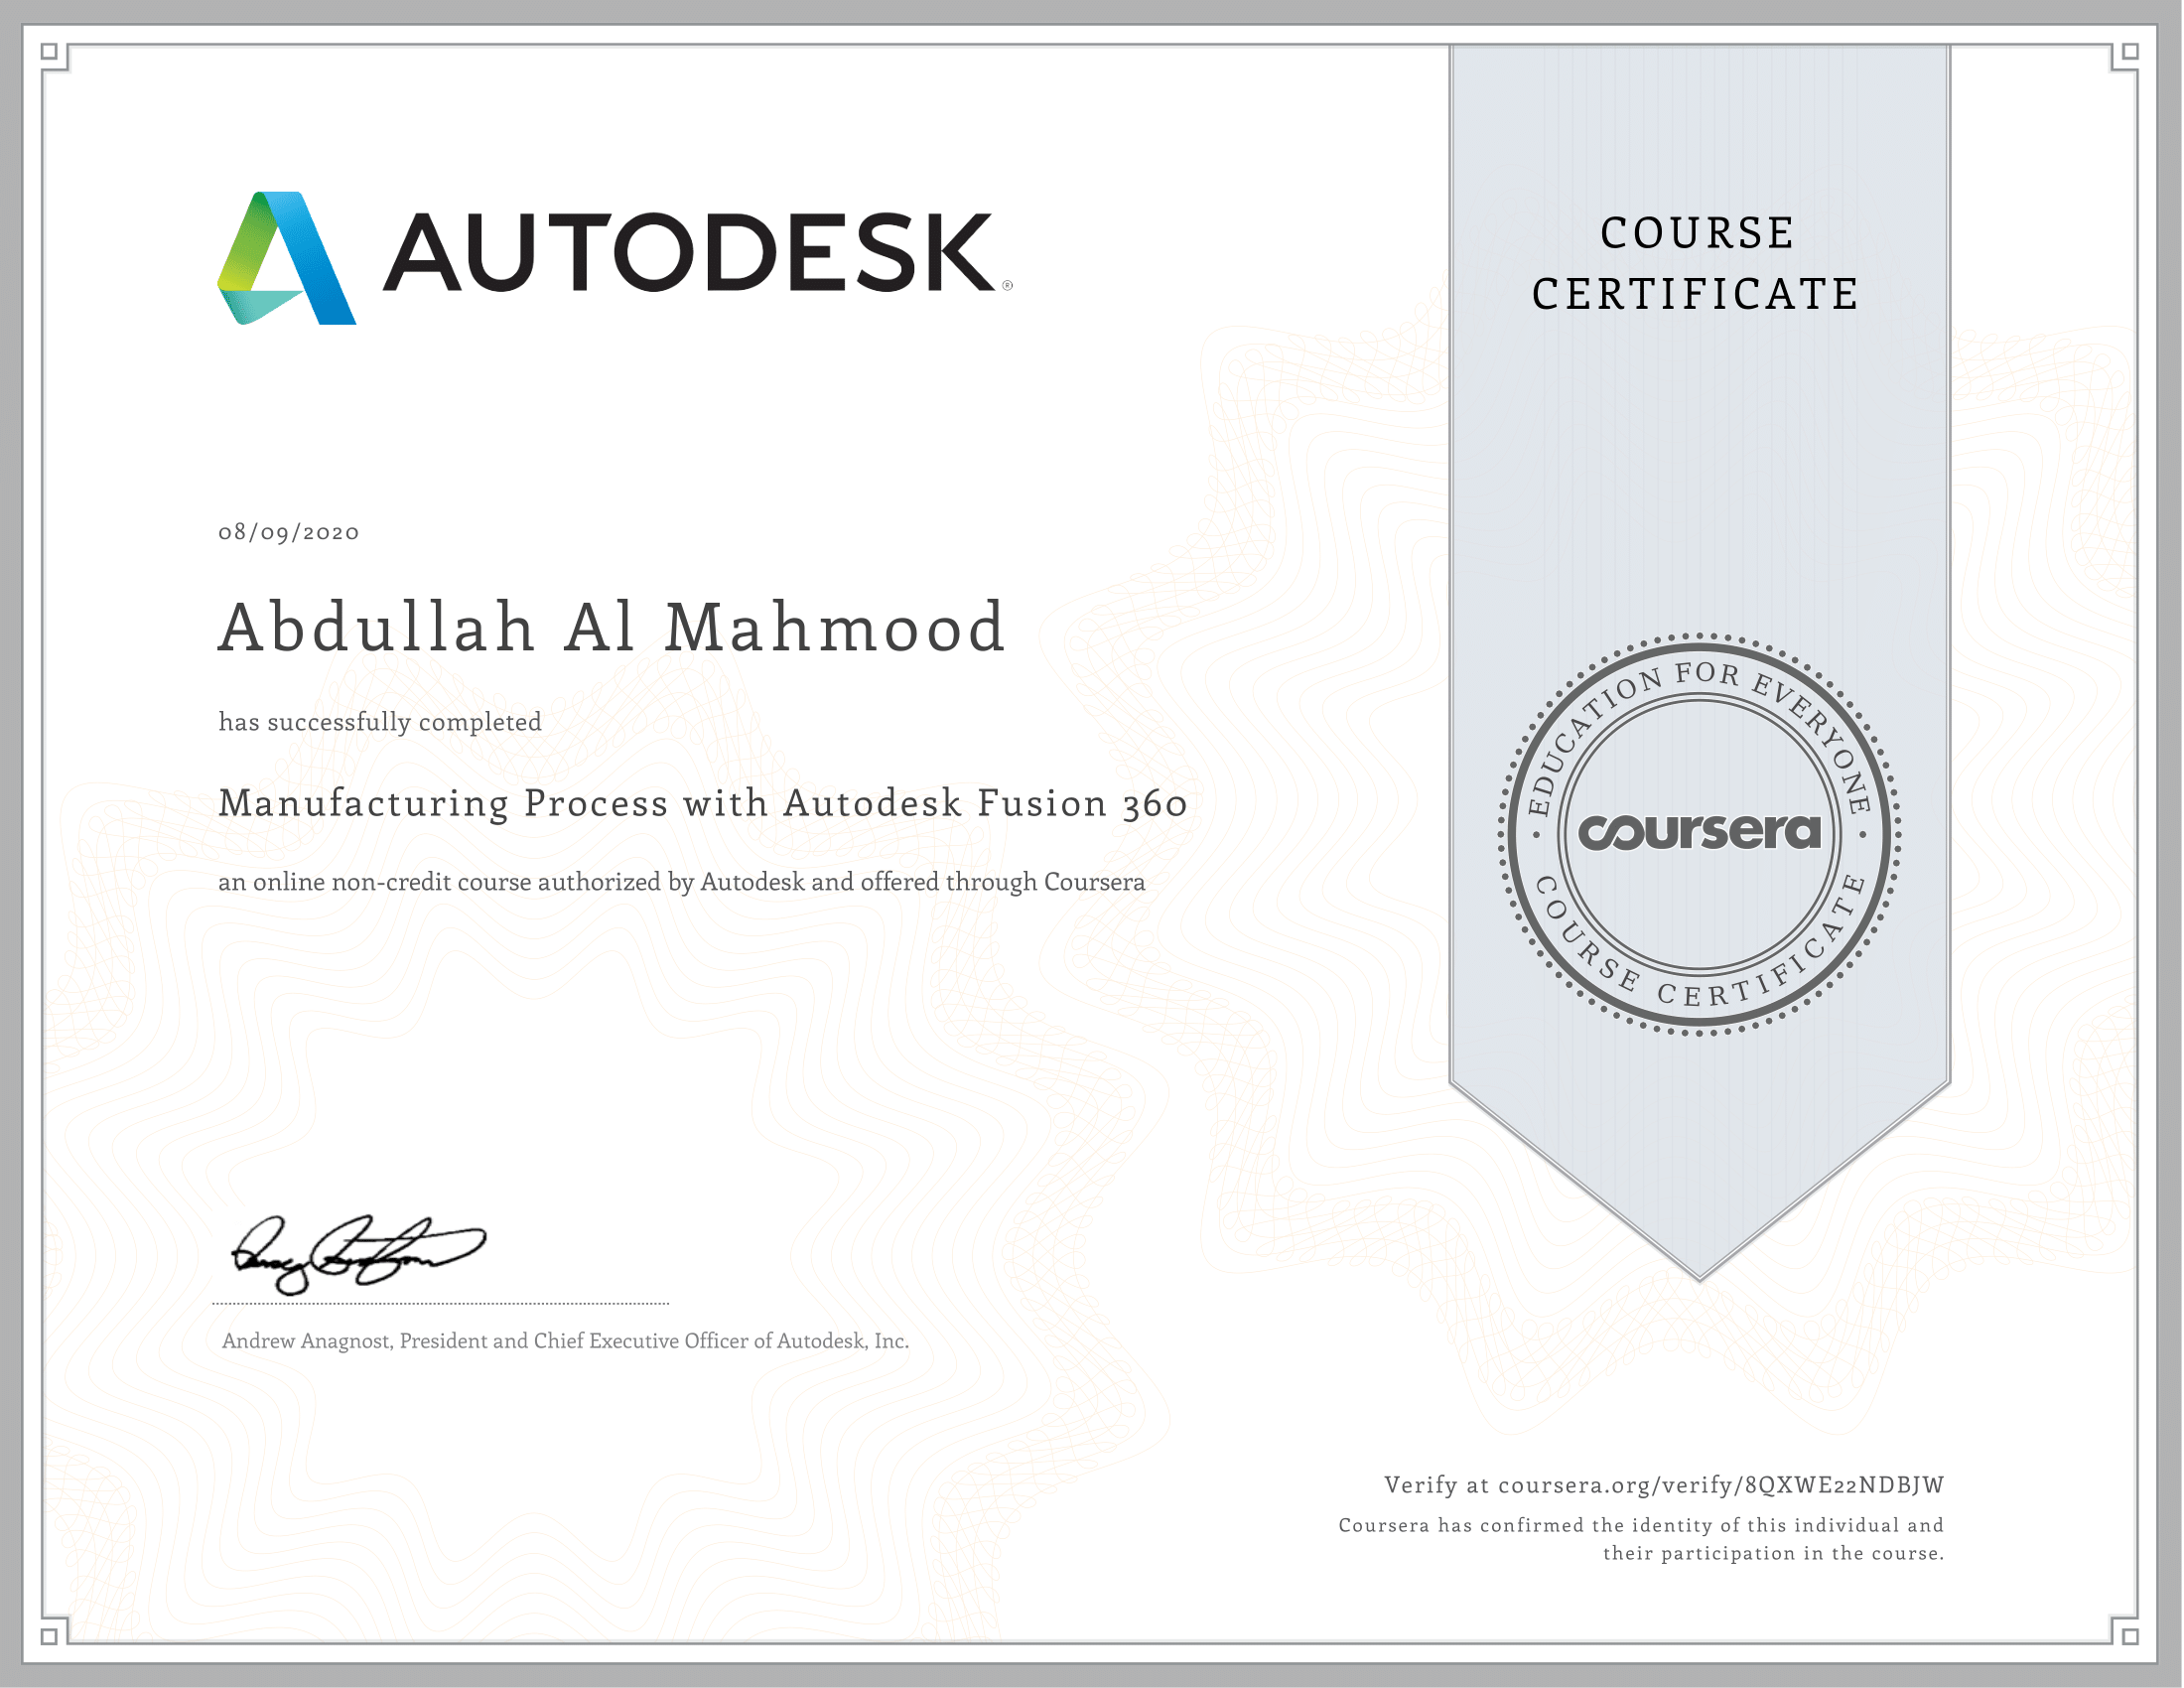 AUTODESK®
COURSE
CERTIFICATE
08/09/2020
Abdullah Al Mahmood
has successfully completed
Manufacturing Process with Autodesk Fusion 360
an online non-credit course authorized by Autodesk and offered through Coursera
EDUCATION FOR EVERYONE
coursera
COURSE CERTIFICATE
Andrew Anagnost, President and Chief Executive Officer of Autodesk, Inc.
Verify at coursera.org/verify/8QXWE22NDBJW
Coursera has confirmed the identity of this individual and
their participation in the course.